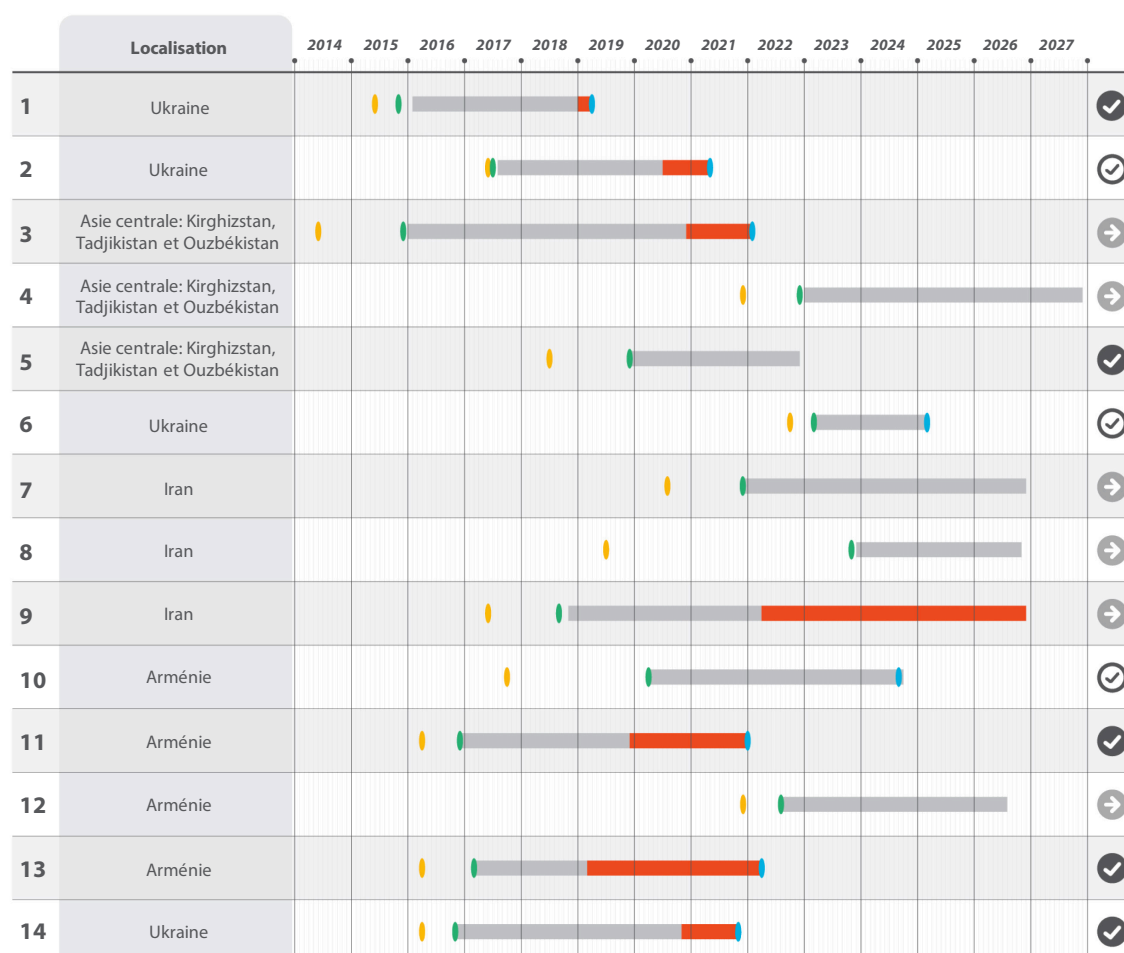 Localisation 2014 2015 2016 2017 2018 2019 2020 2021 2022 2023 2024 2025 2026 2027
1 Ukraine
2 Ukraine
3 Asie centrale: Kirghizstan,
Tadjikistan et Ouzbékistan
4 Asie centrale: Kirghizstan,
Tadjikistan et Ouzbékistan
5 Asie centrale: Kirghizstan,
Tadjikistan et Ouzbékistan
6 Ukraine
7 Iran
8 Iran
9 Iran
10 Arménie
11 Arménie
12 Arménie
13 Arménie
14 Ukraine